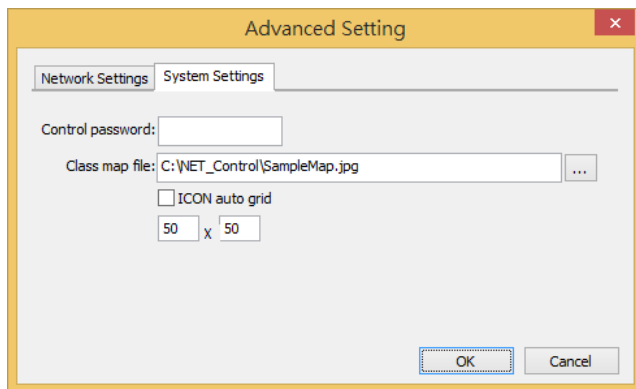 Advanced Setting
Network Settings System Settings
Control password:
Class map file: C:\NET_Control\SampleMap.jpg ...
ICON auto grid
50 X 50
OK Cancel